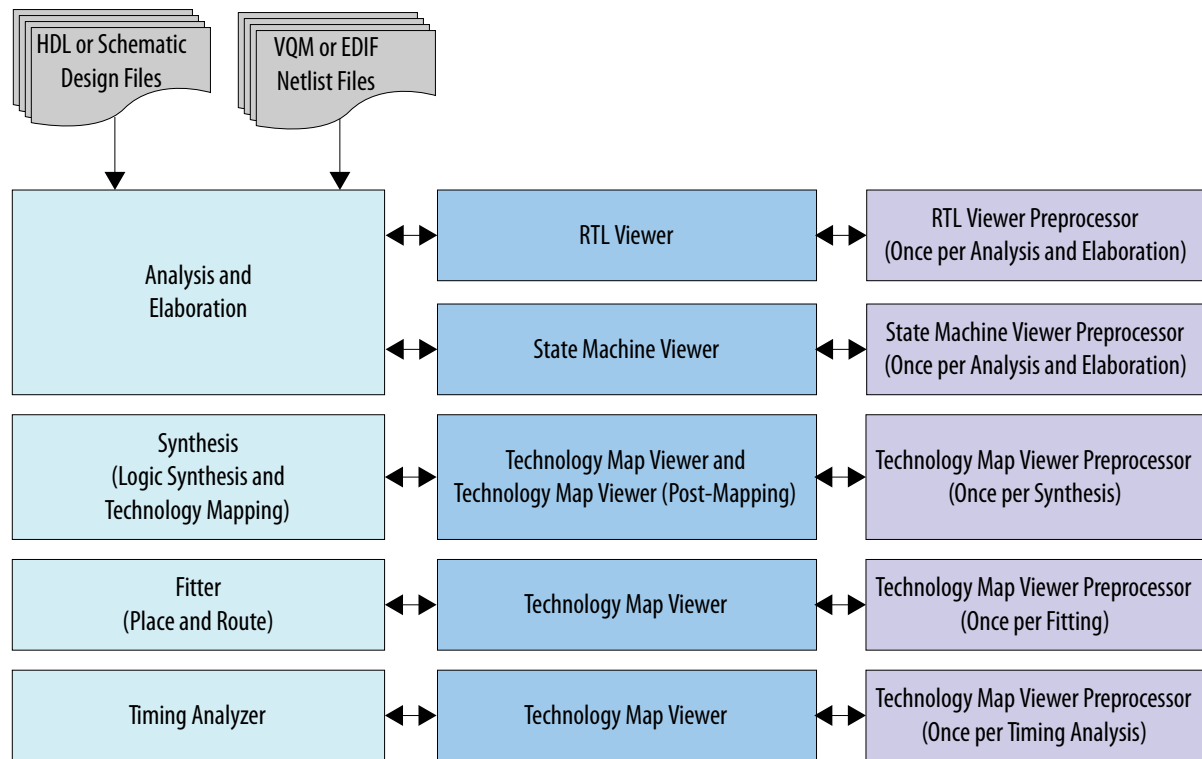 HDL or Schematic
Design Files
VQM or EDIF
Netlist Files
Analysis and
Elaboration
RTL Viewer
RTL Viewer Preprocessor
(Once per Analysis and Elaboration)
State Machine Viewer
State Machine Viewer Preprocessor
(Once per Analysis and Elaboration)
Synthesis
(Logic Synthesis and
Technology Mapping)
Technology Map Viewer and
Technology Map Viewer (Post-Mapping)
Technology Map Viewer Preprocessor
(Once per Synthesis)
Fitter
(Place and Route)
Technology Map Viewer
Technology Map Viewer Preprocessor
(Once per Fitting)
Timing Analyzer
Technology Map Viewer
Technology Map Viewer Preprocessor
(Once per Timing Analysis)